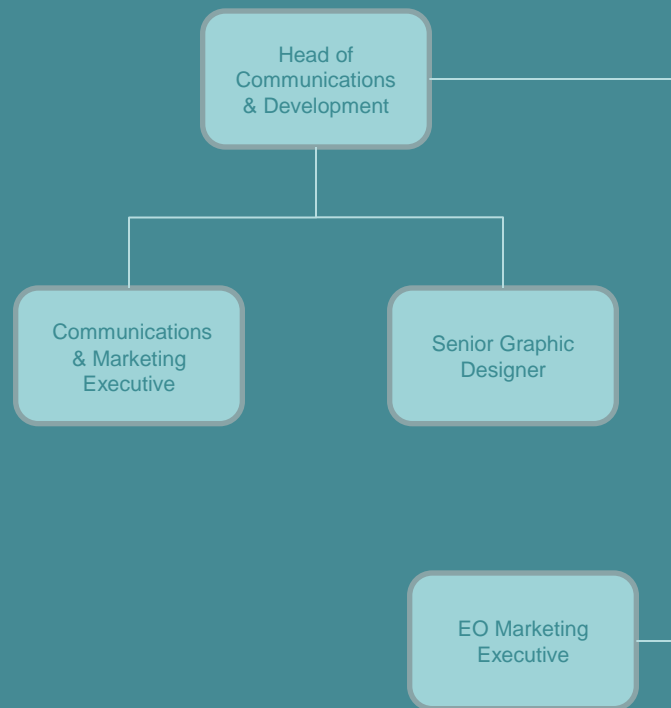 Head of
Communications
& Development
Communications
& Marketing
Executive
Senior Graphic
Designer
EO Marketing
Executive